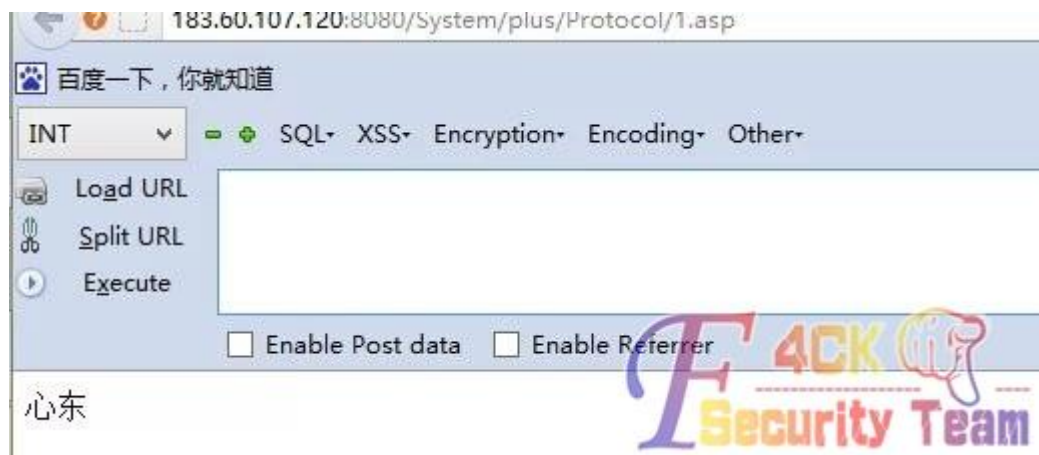 183.60.107.120:8080/System/plus/Protocol/1.asp
百度一下，你就知道
INT SQL- XSS- Encryption- Encoding- Other-
Load URL
Split URL
Execute
Enable Post data Enable Referrer
心东
F4CK
Security Team